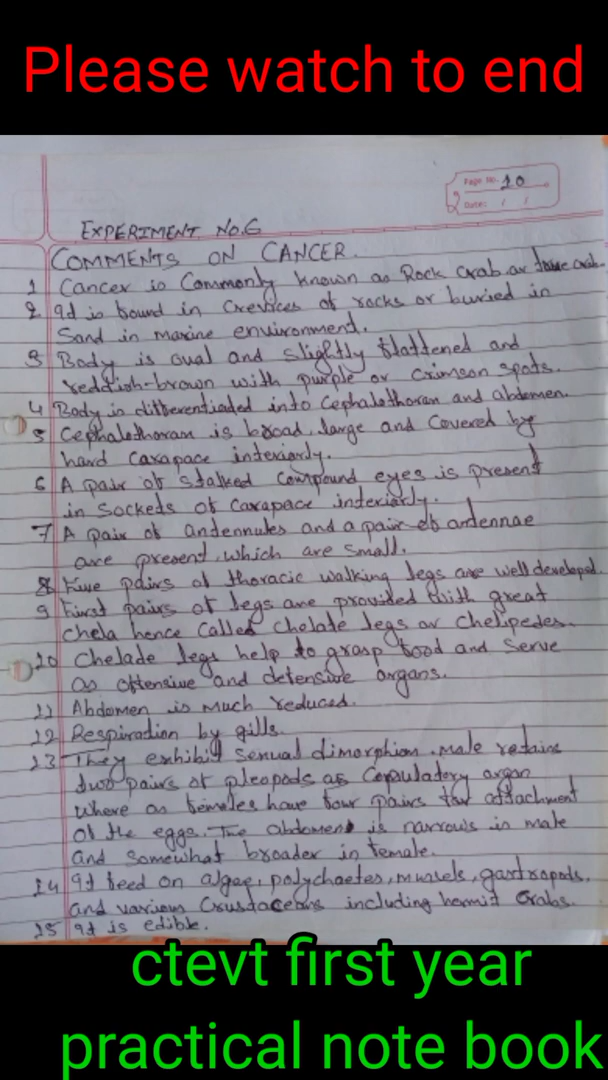 Please watch to end
Page No. 10
Date: / /
EXPERIMENT No.6
COMMENTS ON CANCER.
1 Cancer is Commonly known as Rock Crab or crab.
2 It is found in Crevices of rocks or buried in
Sand in marine environment.
3 Body is oval and slightly flattened and
reddish-brown with purple or crimson spots.
4 Body is differentiated into Cephalothorax and abdomen.
5 Cephalothorax is broad, large and Covered by
hard Carapace interiorly.
6 A pair of stalked Compound eyes is present
in sockets of Carapace interiorly.
7 A pair of antennules and a pair of antennae
are present, which are small.
8 Five pairs of thoracic walking legs are well developed.
9 First pairs of legs are provided with great
chela hence called Chelate legs or Chelipedes.
10 Chelate legs help to grasp food and Serve
as offensive and defensive organs.
11 Abdomen is much reduced.
12 Respiration by gills.
13 They exhibit sexual dimorphism. male retains
two pairs of pleopods as Copulatory organ
where as females have four pairs for attachment
of the eggs. The abdomen is narrows in male
and somewhat broader in female.
14 It feed on algae, polychaetes, mussels, gastropods,
and various Crustaceans including hermit Crabs.
15 It is edible.
ctevt first year
practical note book